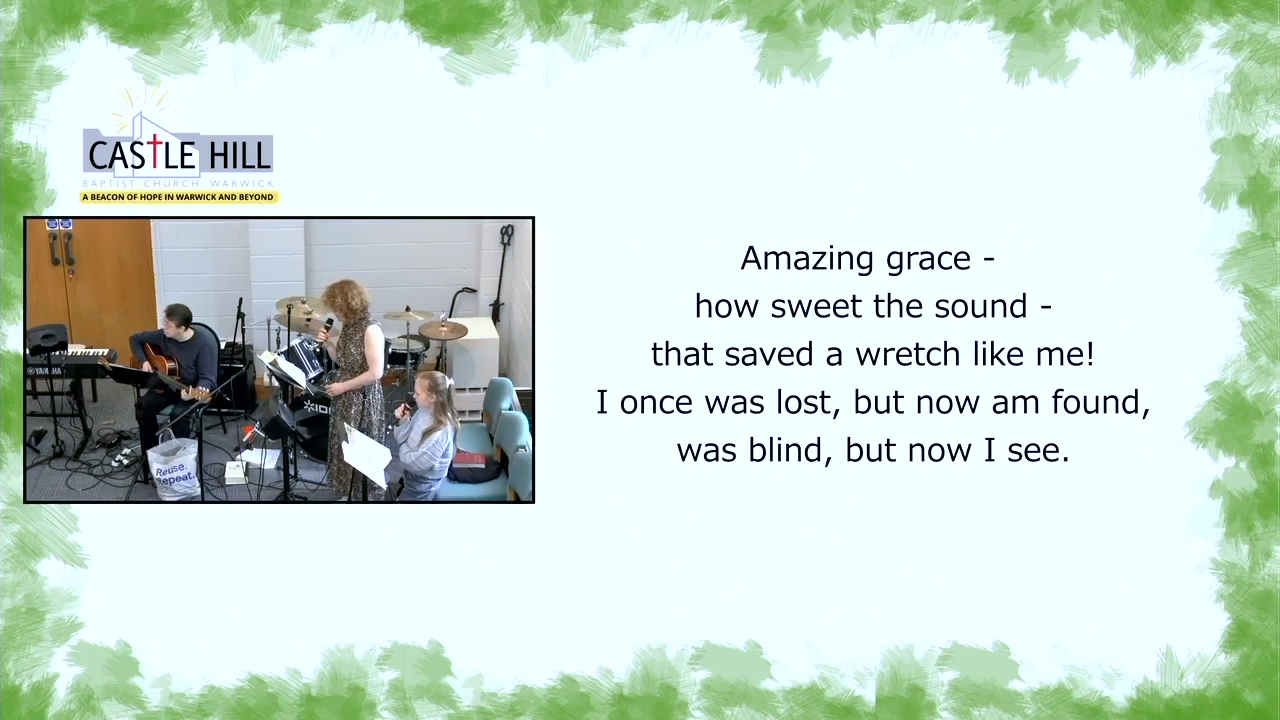 CASTLE HILL
BAPTIST CHURCH, WARWICK
A BEACON OF HOPE IN WARWICK AND BEYOND
YAMAHA
Reuse.
Repeat.
Amazing grace -
how sweet the sound -
that saved a wretch like me!
I once was lost, but now am found,
was blind, but now I see.